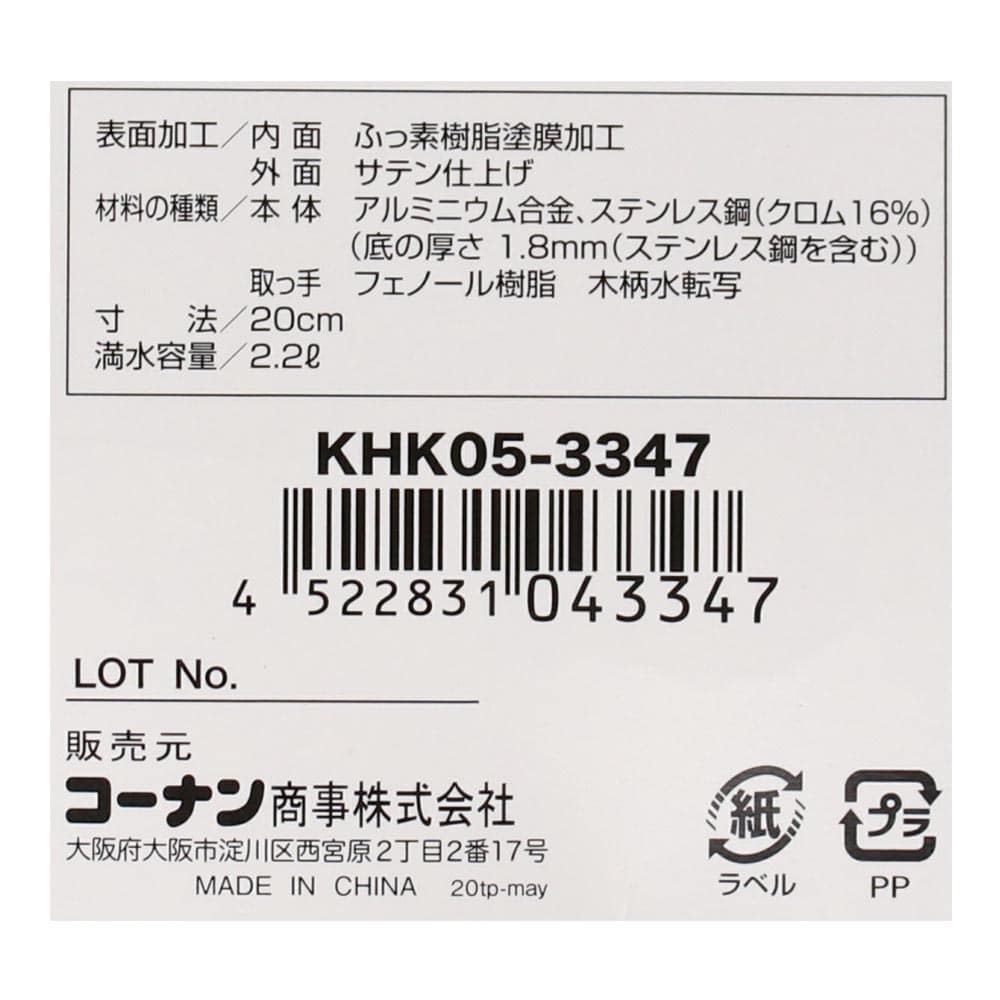 表面加工／内 面　ふっ素樹脂塗膜加工
外 面　サテン仕上げ
材料の種類／本 体　アルミニウム合金、ステンレス鋼(クロム16%)
(底の厚さ 1.8mm(ステンレス鋼を含む))
取っ手　フェノール樹脂　木柄水転写
寸　法／20cm
満水容量／2.2ℓ
KHK05-3347
4 522831 043347
LOT No.
販売元
コーナン商事株式会社
大阪府大阪市淀川区西宮原2丁目2番17号
MADE IN CHINA 20tp-may
紙
ラベル
プラ
PP